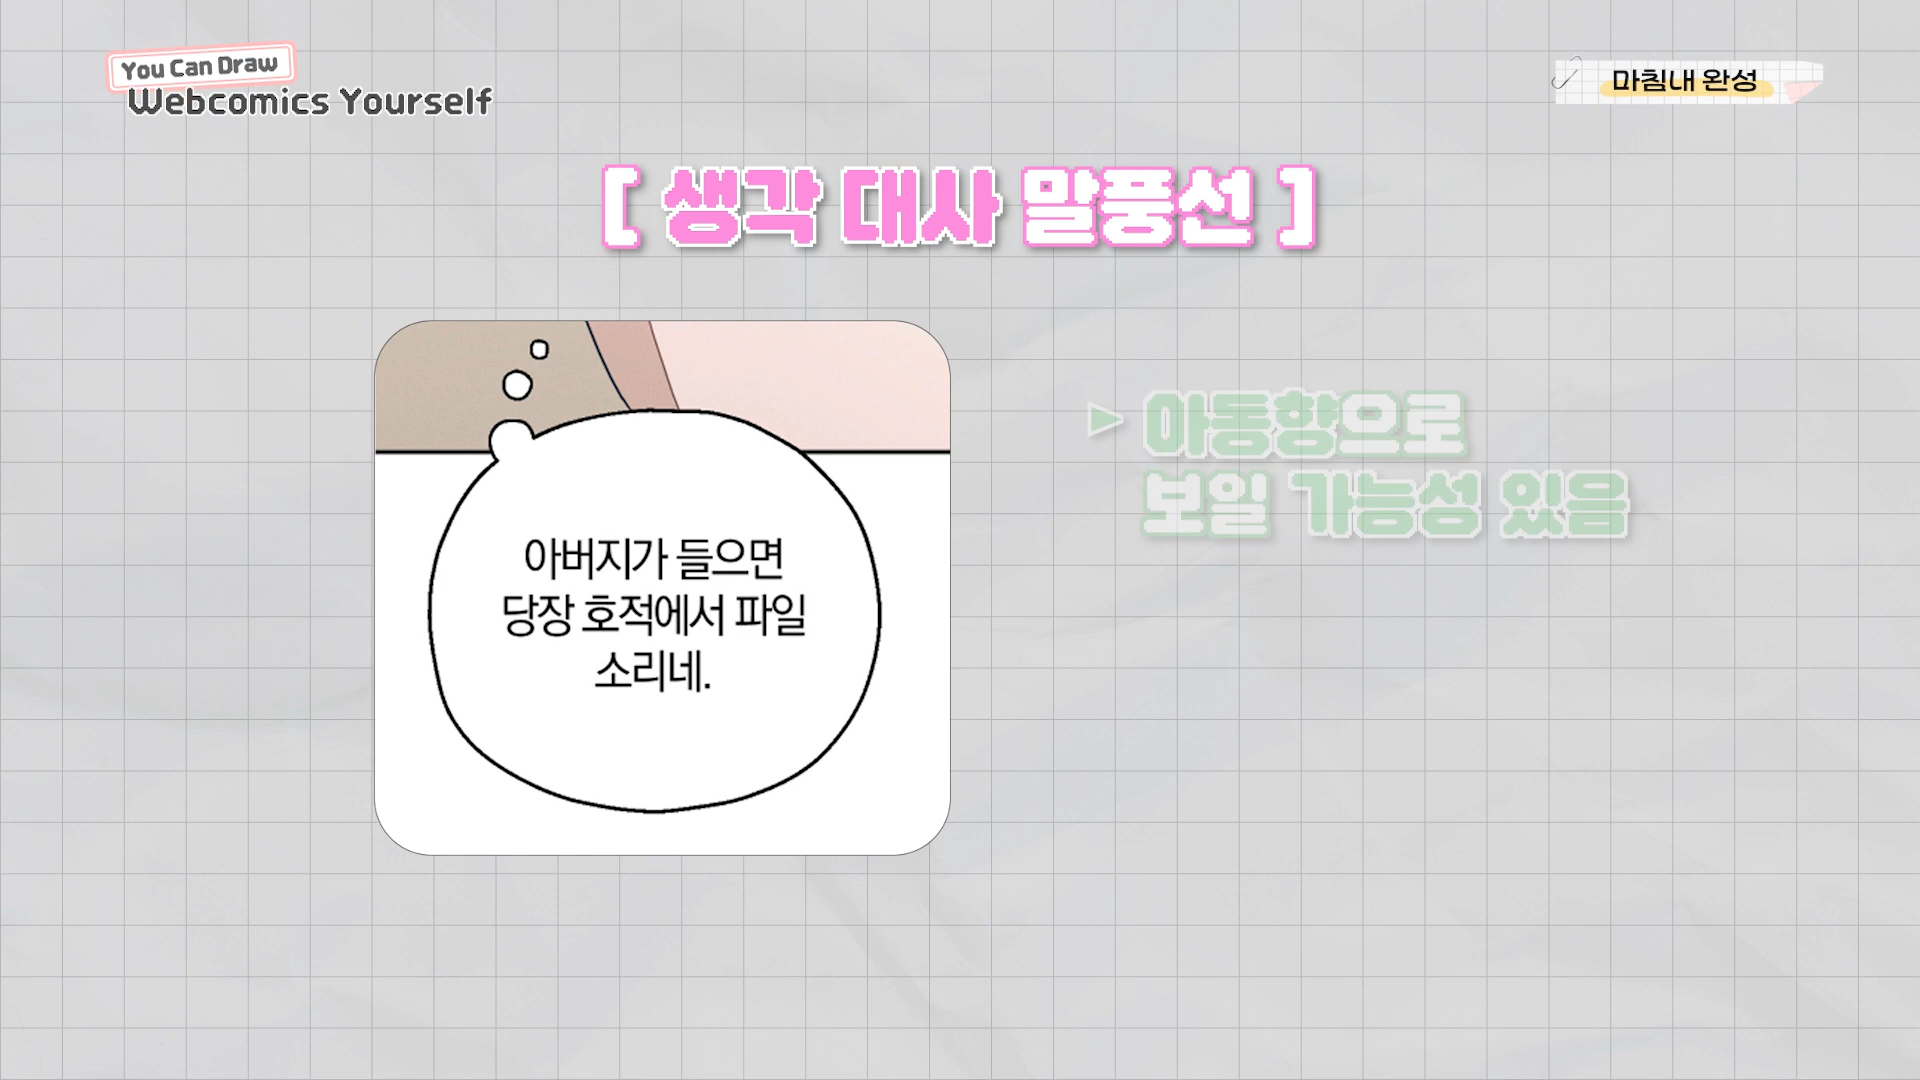 You Can Draw
Webcomics Yourself
마침내 완성
[ 생각 대사 말풍선 ]
▶ 아동향으로
보일 가능성 있음
아버지가 들으면
당장 호적에서 파일
소리네.